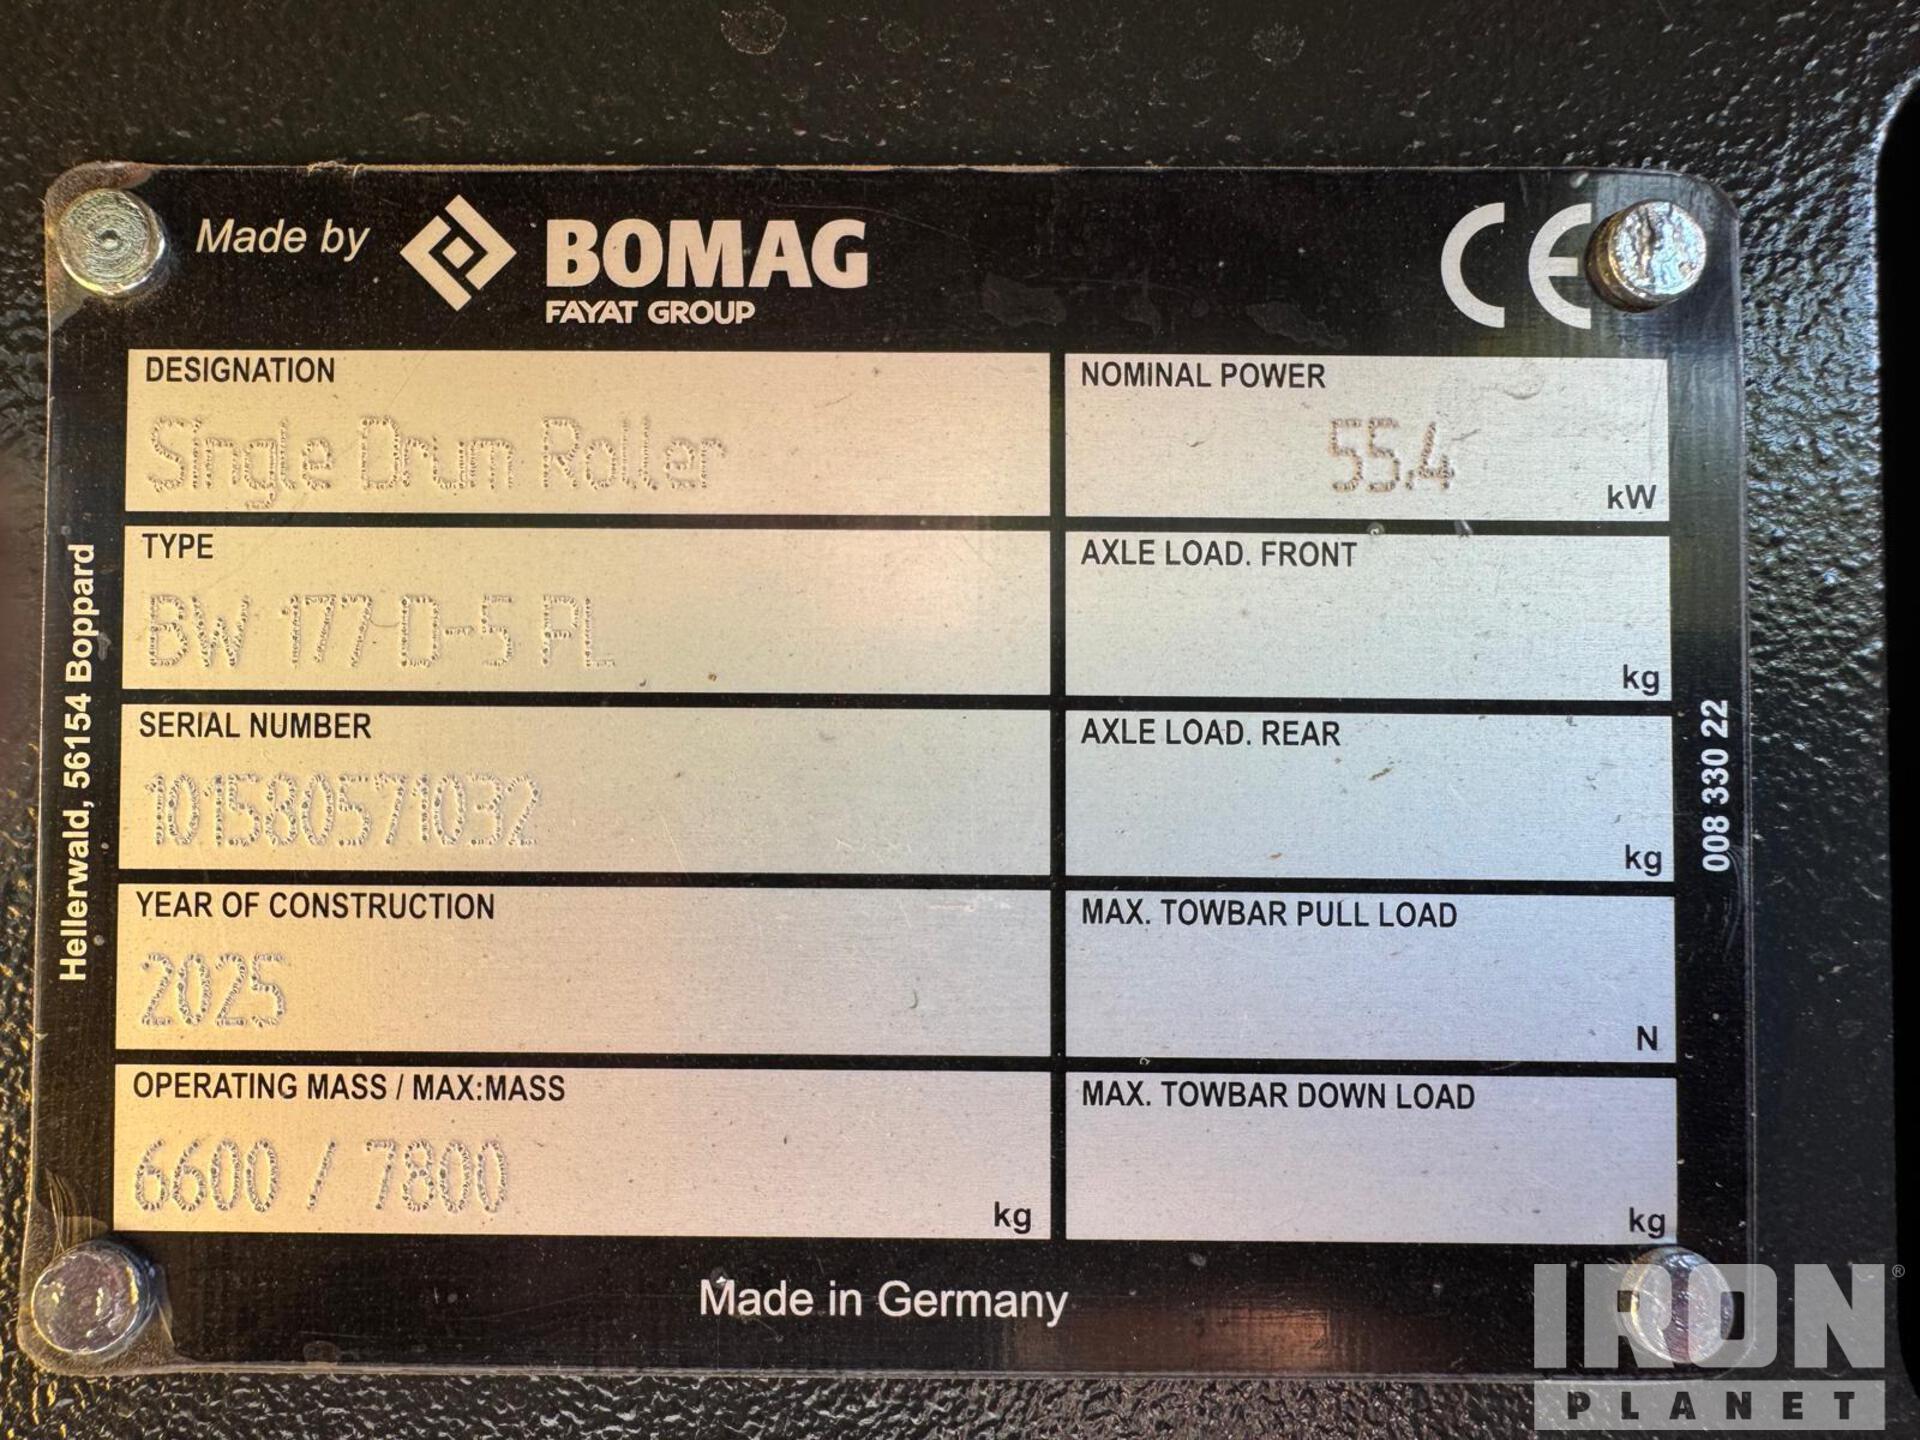 Made by BOMAG
FAYAT GROUP
CE
DESIGNATION
Single Drum Roller
NOMINAL POWER
55.4
kW
TYPE
BW 177 D-5 PL
AXLE LOAD. FRONT
kg
SERIAL NUMBER
101580571032
AXLE LOAD. REAR
kg
YEAR OF CONSTRUCTION
2025
MAX. TOWBAR PULL LOAD
N
OPERATING MASS / MAX:MASS
6600 / 7800
kg
MAX. TOWBAR DOWN LOAD
kg
Made in Germany
Hellerwald, 56154 Boppard
008 330 22
IRON®
PLANET